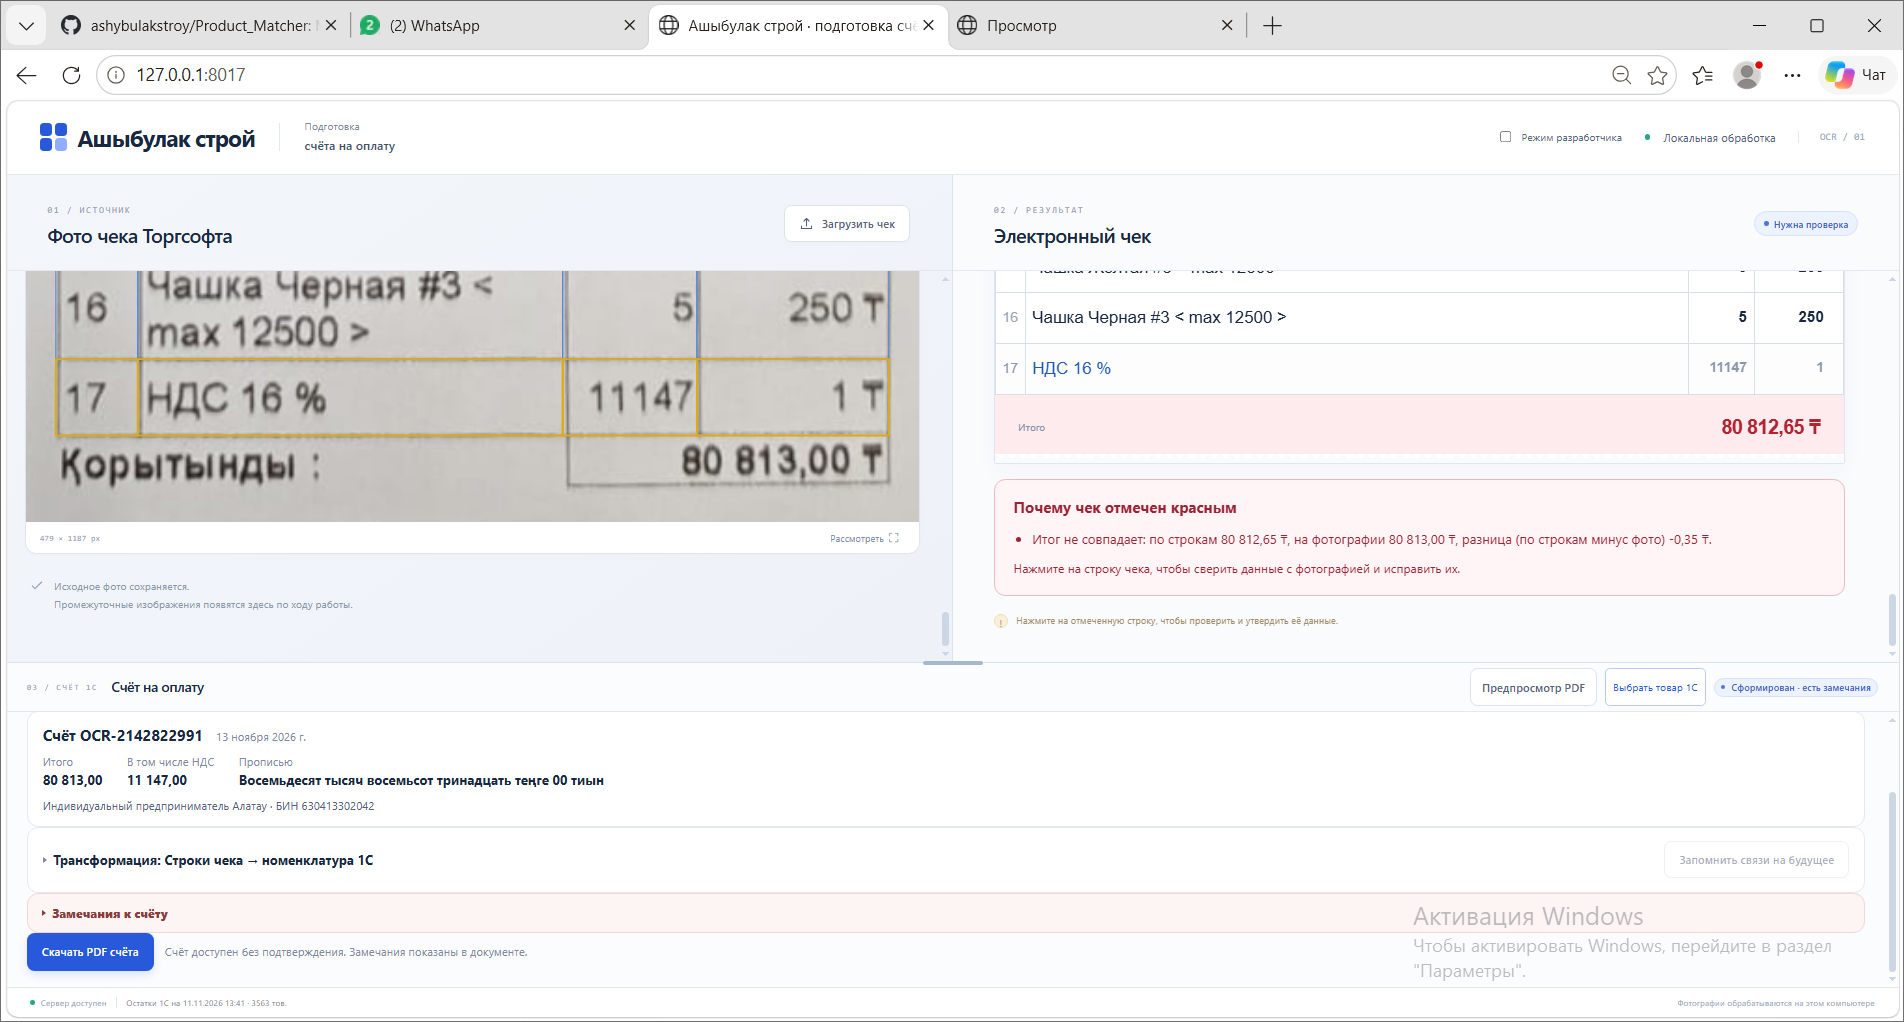 ashybulakstroy/Product_Matcher:
2 (2) WhatsApp
Ашыбулак строй · подготовка счё
Просмотр
127.0.0.1:8017
Чат
Ашыбулак строй
Подготовка
счёта на оплату
Режим разработчика
Локальная обработка
OCR / 01
01 / ИСТОЧНИК
Фото чека Торгсофта
Загрузить чек
16 Чашка Черная #3 < 5 250 ₸
max 12500 >
17 НДС 16 % 11147 1 ₸
Қорытынды : 80 813,00 ₸
479 × 1187 px
Рассмотреть
Исходное фото сохраняется.
Промежуточные изображения появятся здесь по ходу работы.
02 / РЕЗУЛЬТАТ
Электронный чек
Нужна проверка
16 Чашка Черная #3 < max 12500 > 5 250
17 НДС 16 % 11147 1
Итого 80 812,65 ₸
Почему чек отмечен красным
Итог не совпадает: по строкам 80 812,65 ₸, на фотографии 80 813,00 ₸, разница (по строкам минус фото) -0,35 ₸.
Нажмите на строку чека, чтобы сверить данные с фотографией и исправить их.
! Нажмите на отмеченную строку, чтобы проверить и утвердить её данные.
03 / СЧЁТ 1С Счёт на оплату
Предпросмотр PDF
Выбрать товар 1С
Сформирован · есть замечания
Счёт OCR-2142822991 13 ноября 2026 г.
Итого В том числе НДС Прописью
80 813,00 11 147,00 Восемьдесят тысяч восемьсот тринадцать теңге 00 тиын
Индивидуальный предприниматель Алатау · БИН 630413302042
Трансформация: Строки чека → номенклатура 1С
Запомнить связи на будущее
Замечания к счёту
Скачать PDF счёта
Счёт доступен без подтверждения. Замечания показаны в документе.
Активация Windows
Чтобы активировать Windows, перейдите в раздел
"Параметры".
Сервер доступен
Остатки 1С на 11.11.2026 13:41 · 3563 тов.
Фотографии обрабатываются на этом компьютере